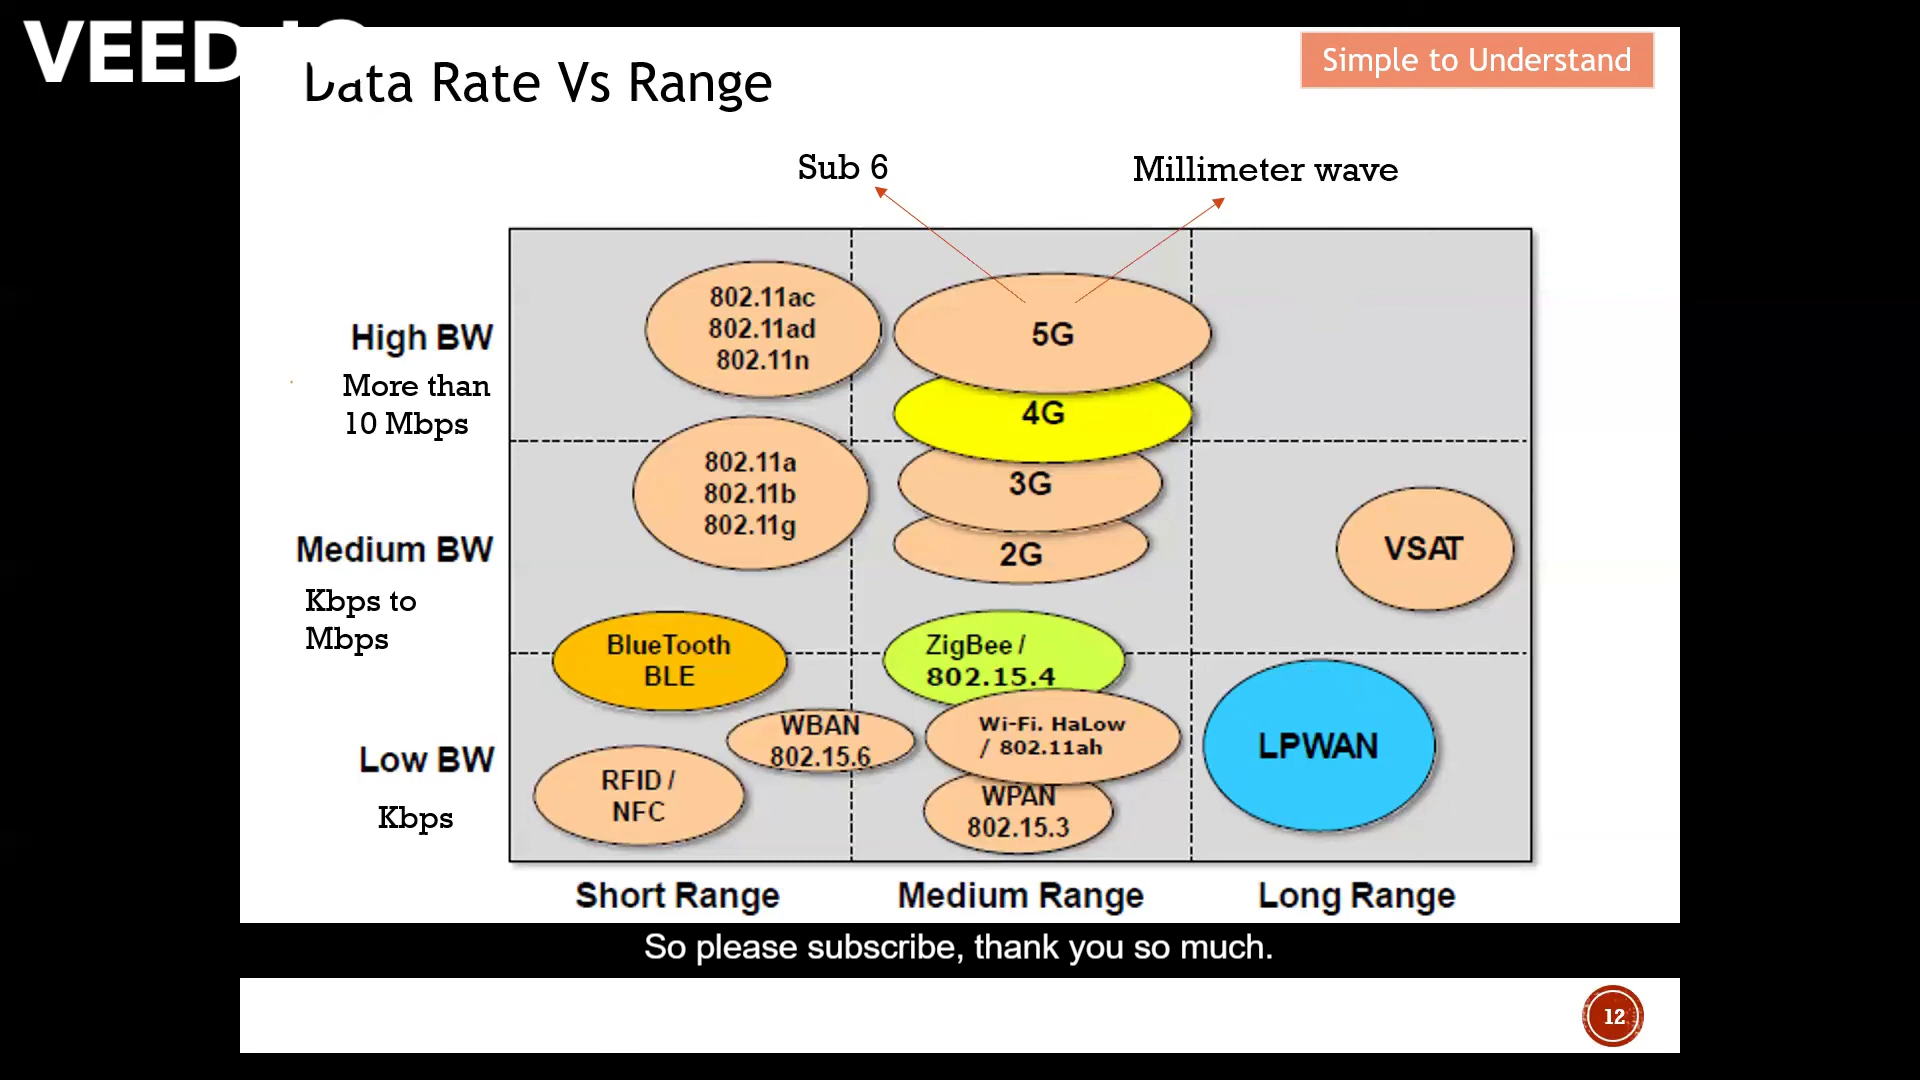 VEED.IO
Data Rate Vs Range
Simple to Understand
Sub 6
Millimeter wave
High BW
More than
10 Mbps
Medium BW
Kbps to
Mbps
Low BW
Kbps
802.11ac
802.11ad
802.11n
5G
4G
802.11a
802.11b
802.11g
3G
2G
VSAT
BlueTooth
BLE
ZigBee /
802.15.4
WBAN
802.15.6
Wi-Fi. HaLow
/ 802.11ah
LPWAN
RFID /
NFC
WPAN
802.15.3
Short Range
Medium Range
Long Range
So please subscribe, thank you so much.
12